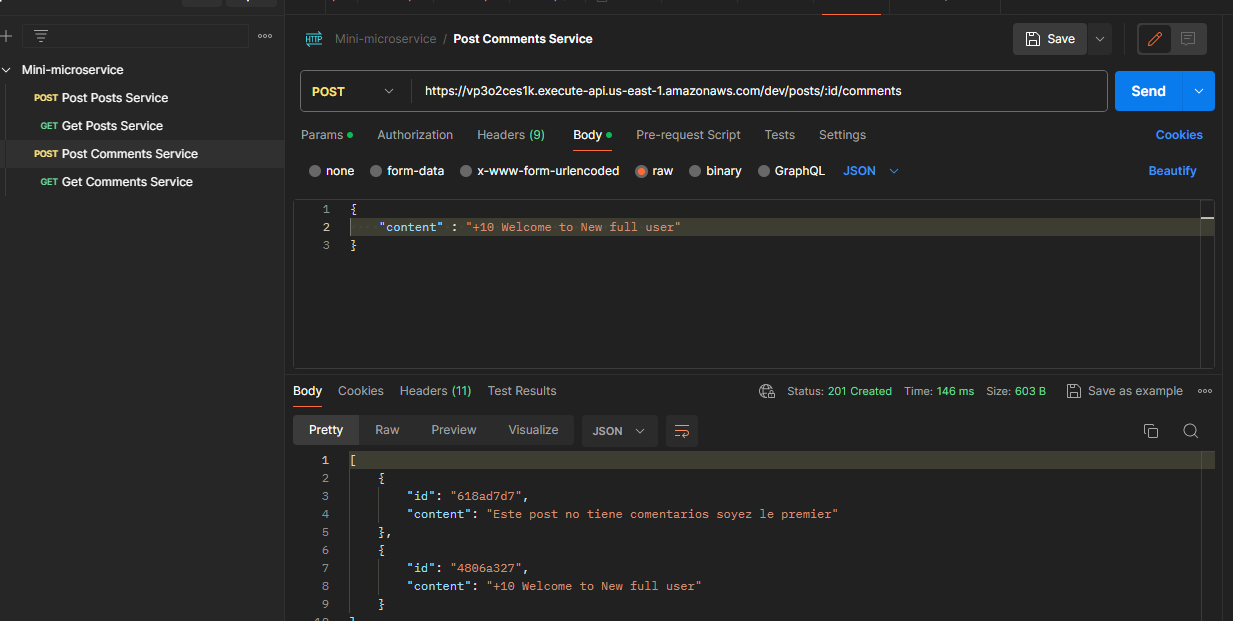 HTTP Mini-microservice / Post Comments Service
Save
Mini-microservice
POST Post Posts Service
GET Get Posts Service
POST Post Comments Service
GET Get Comments Service
POST https://vp3o2ces1k.execute-api.us-east-1.amazonaws.com/dev/posts/:id/comments Send
Params Authorization Headers (9) Body Pre-request Script Tests Settings Cookies
none form-data x-www-form-urlencoded raw binary GraphQL JSON Beautify
1 {
2 "content" : "+10 Welcome to New full user"
3 }
Body Cookies Headers (11) Test Results Status: 201 Created Time: 146 ms Size: 603 B Save as example
Pretty Raw Preview Visualize JSON
1 [
2 {
3 "id": "618ad7d7",
4 "content": "Este post no tiene comentarios soyez le premier"
5 },
6 {
7 "id": "4806a327",
8 "content": "+10 Welcome to New full user"
9 }
10 ]